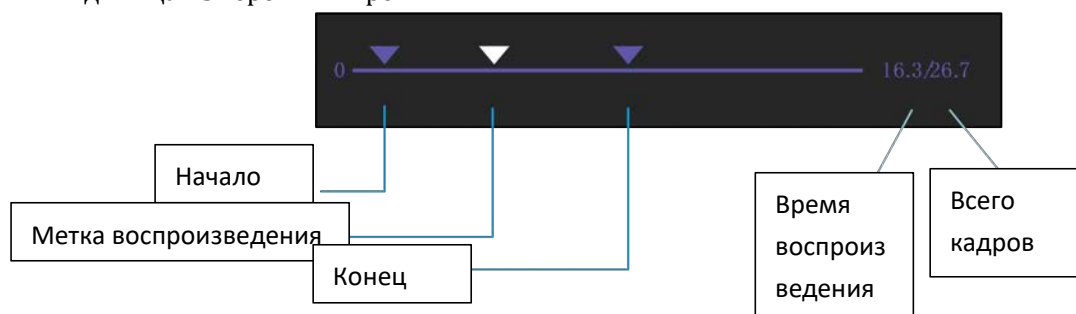 0
16.3/26.7
Начало
Метка воспроизведения
Конец
Время
воспроиз
ведения
Всего
кадров